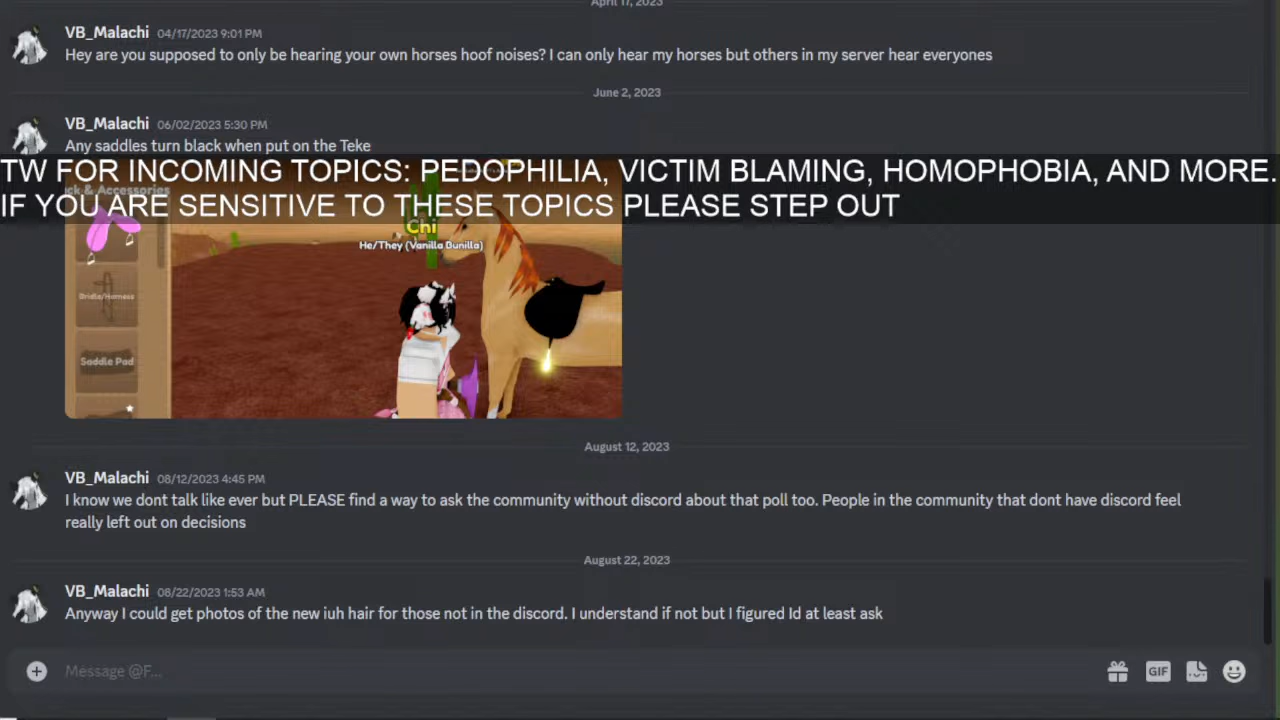 April 17, 2023
VB_Malachi 04/17/2023 9:01 PM
Hey are you supposed to only be hearing your own horses hoof noises? I can only hear my horses but others in my server hear everyones
June 2, 2023
VB_Malachi 06/02/2023 5:30 PM
Any saddles turn black when put on the Teke
TW FOR INCOMING TOPICS: PEDOPHILIA, VICTIM BLAMING, HOMOPHOBIA, AND MORE.
IF YOU ARE SENSITIVE TO THESE TOPICS PLEASE STEP OUT
ck & Accessories
Chi
He/They (Vanilla Bunilla)
Bridle/Harness
Saddle Pad
August 12, 2023
VB_Malachi 08/12/2023 4:45 PM
I know we dont talk like ever but PLEASE find a way to ask the community without discord about that poll too. People in the community that dont have discord feel
really left out on decisions
August 22, 2023
VB_Malachi 08/22/2023 1:53 AM
Anyway I could get photos of the new iuh hair for those not in the discord. I understand if not but I figured Id at least ask
Message @F...
GIF